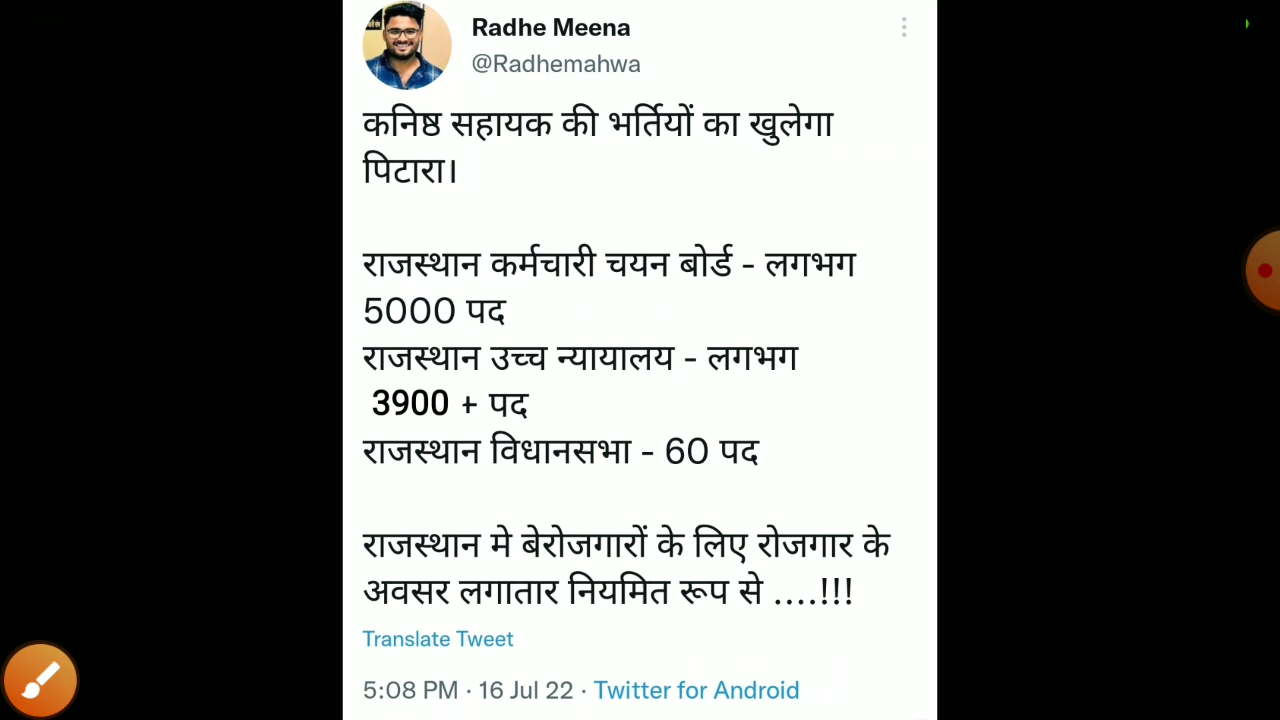 Radhe Meena
@Radhemahwa
कनिष्ठ सहायक की भर्तियों का खुलेगा
पिटारा।
राजस्थान कर्मचारी चयन बोर्ड - लगभग
5000 पद
राजस्थान उच्च न्यायालय - लगभग
3900 + पद
राजस्थान विधानसभा - 60 पद
राजस्थान मे बेरोजगारों के लिए रोजगार के
अवसर लगातार नियमित रूप से ....!!!
Translate Tweet
5:08 PM · 16 Jul 22 · Twitter for Android